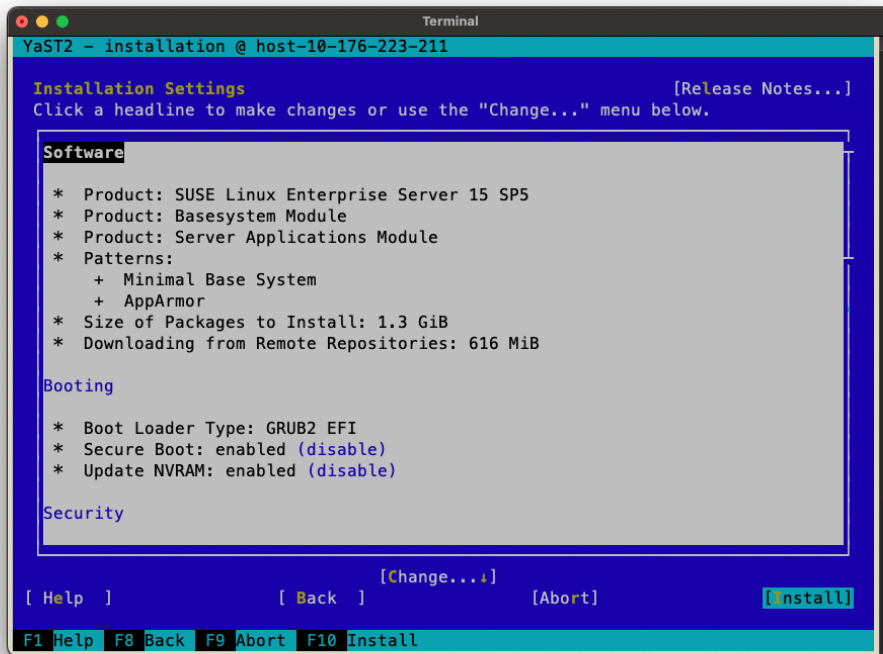 Terminal
YaST2 - installation @ host-10-176-223-211
Installation Settings [Release Notes...]
Click a headline to make changes or use the "Change..." menu below.
Software
* Product: SUSE Linux Enterprise Server 15 SP5
* Product: Basesystem Module
* Product: Server Applications Module
* Patterns:
+ Minimal Base System
+ AppArmor
* Size of Packages to Install: 1.3 GiB
* Downloading from Remote Repositories: 616 MiB
Booting
* Boot Loader Type: GRUB2 EFI
* Secure Boot: enabled (disable)
* Update NVRAM: enabled (disable)
Security
[Change...↓]
[ Help ] [ Back ] [Abort] [Install]
F1 Help F8 Back F9 Abort F10 Install